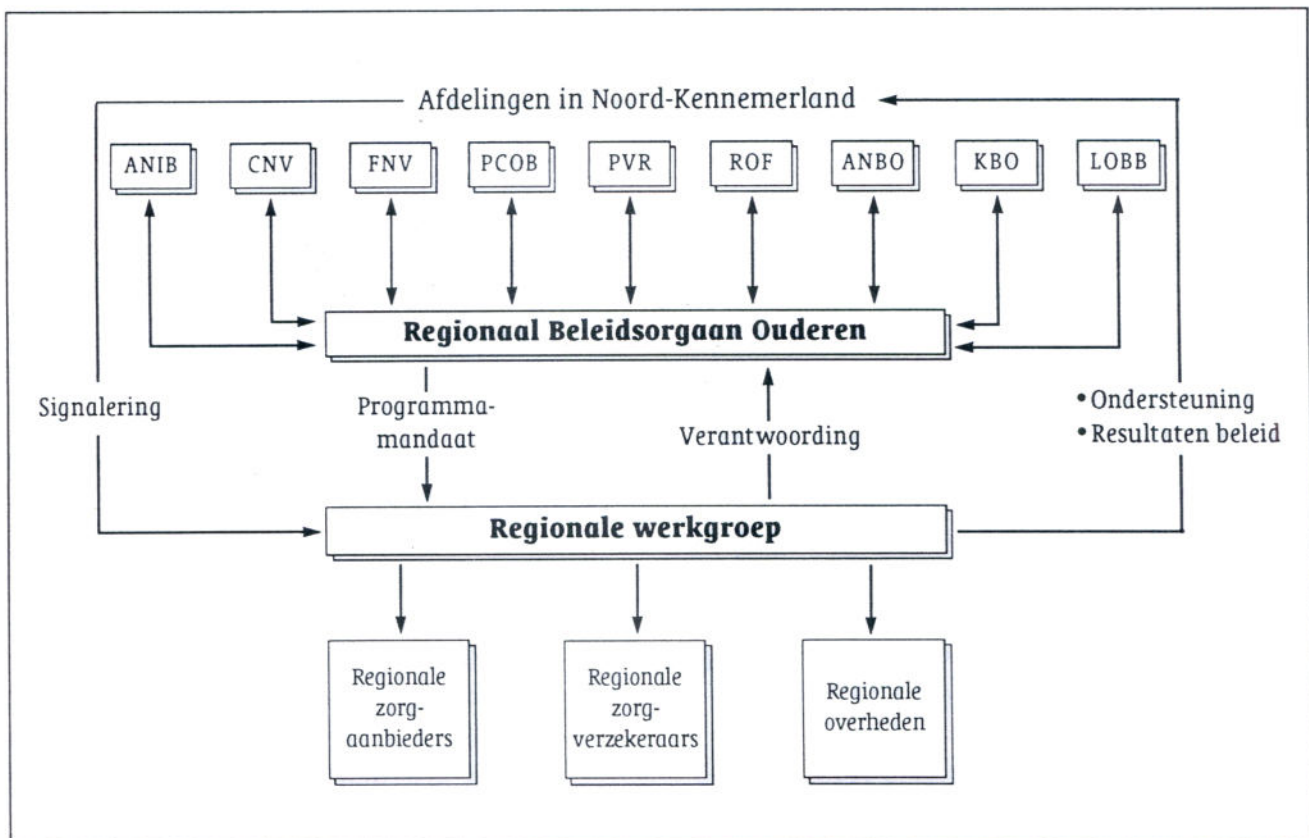 Afdelingen in Noord-Kennemerland
ANIB
CNV
FNV
PCOB
PVR
ROF
ANBO
KBO
LOBB
Regionaal Beleidsorgaan Ouderen
Signalering
Programma-
mandaat
Verantwoording
• Ondersteuning
• Resultaten beleid
Regionale werkgroep
Regionale
zorg-
aanbieders
Regionale
zorg-
verzekeraars
Regionale
overheden